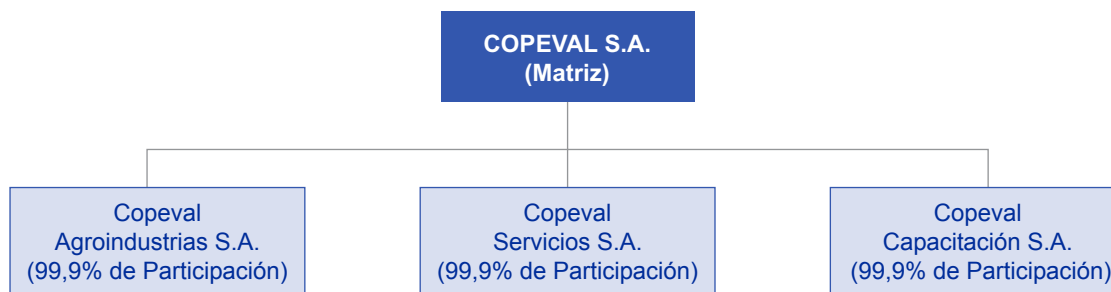 COPEVAL S.A.
(Matriz)
Copeval
Agroindustrias S.A.
(99,9% de Participación)
Copeval
Servicios S.A.
(99,9% de Participación)
Copeval
Capacitación S.A.
(99,9% de Participación)